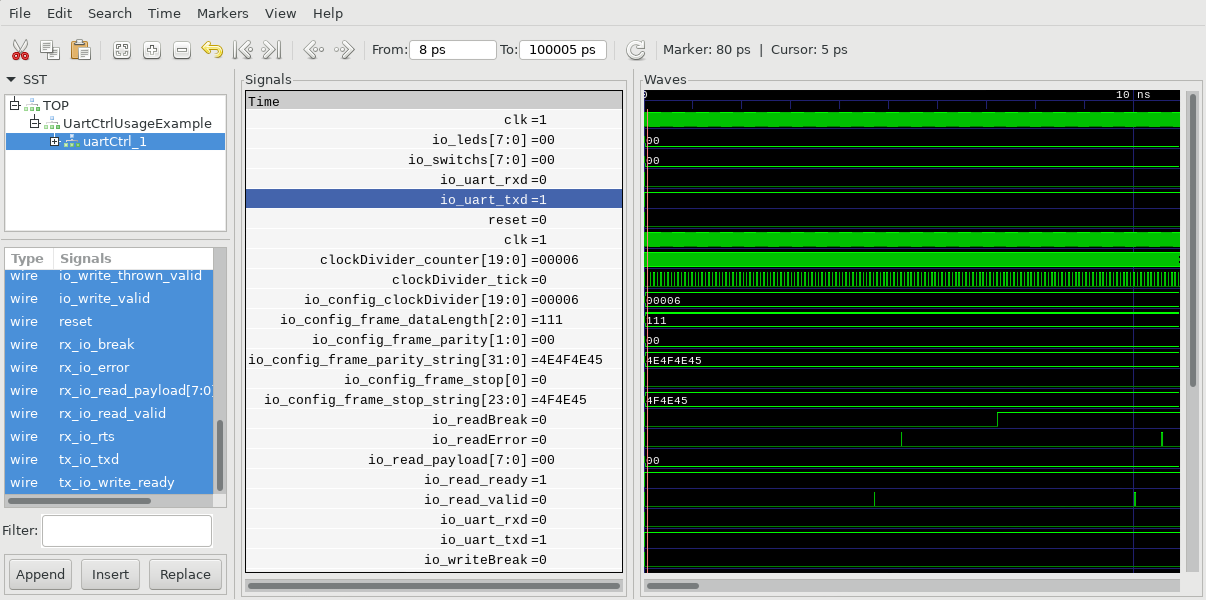 File Edit Search Time Markers View Help
From: 8 ps To: 100005 ps Marker: 80 ps | Cursor: 5 ps
SST
TOP
UartCtrlUsageExample
uartCtrl_1
Type Signals
wire io_write_thrown_valid
wire io_write_valid
wire reset
wire rx_io_break
wire rx_io_error
wire rx_io_read_payload[7:0]
wire rx_io_read_valid
wire rx_io_rts
wire tx_io_txd
wire tx_io_write_ready
Filter:
Append Insert Replace
Signals
Time
clk =1
io_leds[7:0] =00
io_switchs[7:0] =00
io_uart_rxd =0
io_uart_txd =1
reset =0
clk =1
clockDivider_counter[19:0] =00006
clockDivider_tick =0
io_config_clockDivider[19:0] =00006
io_config_frame_dataLength[2:0] =111
io_config_frame_parity[1:0] =00
io_config_frame_parity_string[31:0] =4E4F4E45
io_config_frame_stop[0] =0
io_config_frame_stop_string[23:0] =4F4E45
io_readBreak =0
io_readError =0
io_read_payload[7:0] =00
io_read_ready =1
io_read_valid =0
io_uart_rxd =0
io_uart_txd =1
io_writeBreak =0
Waves
0 10 ns
00
00
00006
111
00
4E4F4E45
4F4E45
00